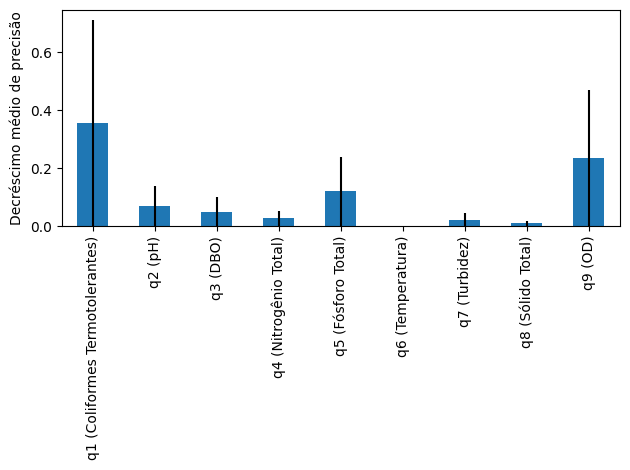 Decréscimo médio de precisão
0.6
0.4
0.2
0.0
q1 (Coliformes Termotolerantes)
q2 (pH)
q3 (DBO)
q4 (Nitrogênio Total)
q5 (Fósforo Total)
q6 (Temperatura)
q7 (Turbidez)
q8 (Sólido Total)
q9 (OD)